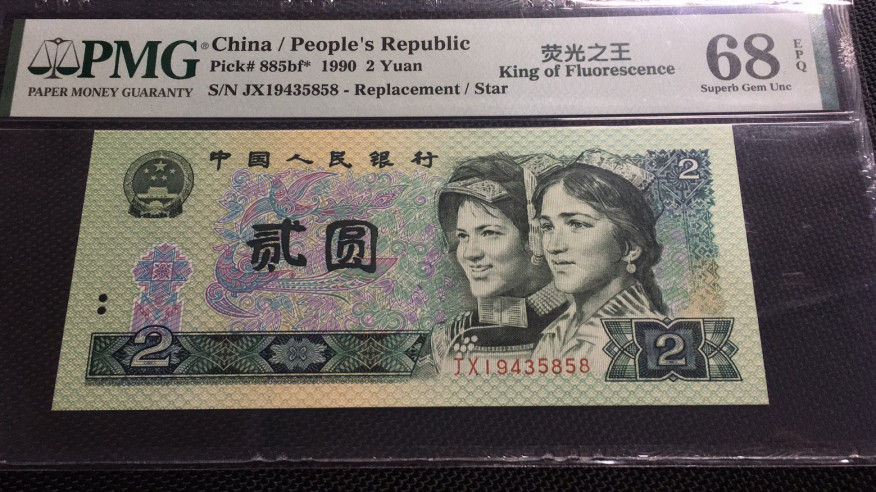 PMG® China / People's Republic
Pick# 885bf* 1990 2 Yuan
PAPER MONEY GUARANTY S/N JX19435858 - Replacement / Star
荧光之王
King of Fluorescence
68 EPQ
Superb Gem Unc
中国人民银行
2
贰圆
2
2
JX19435858